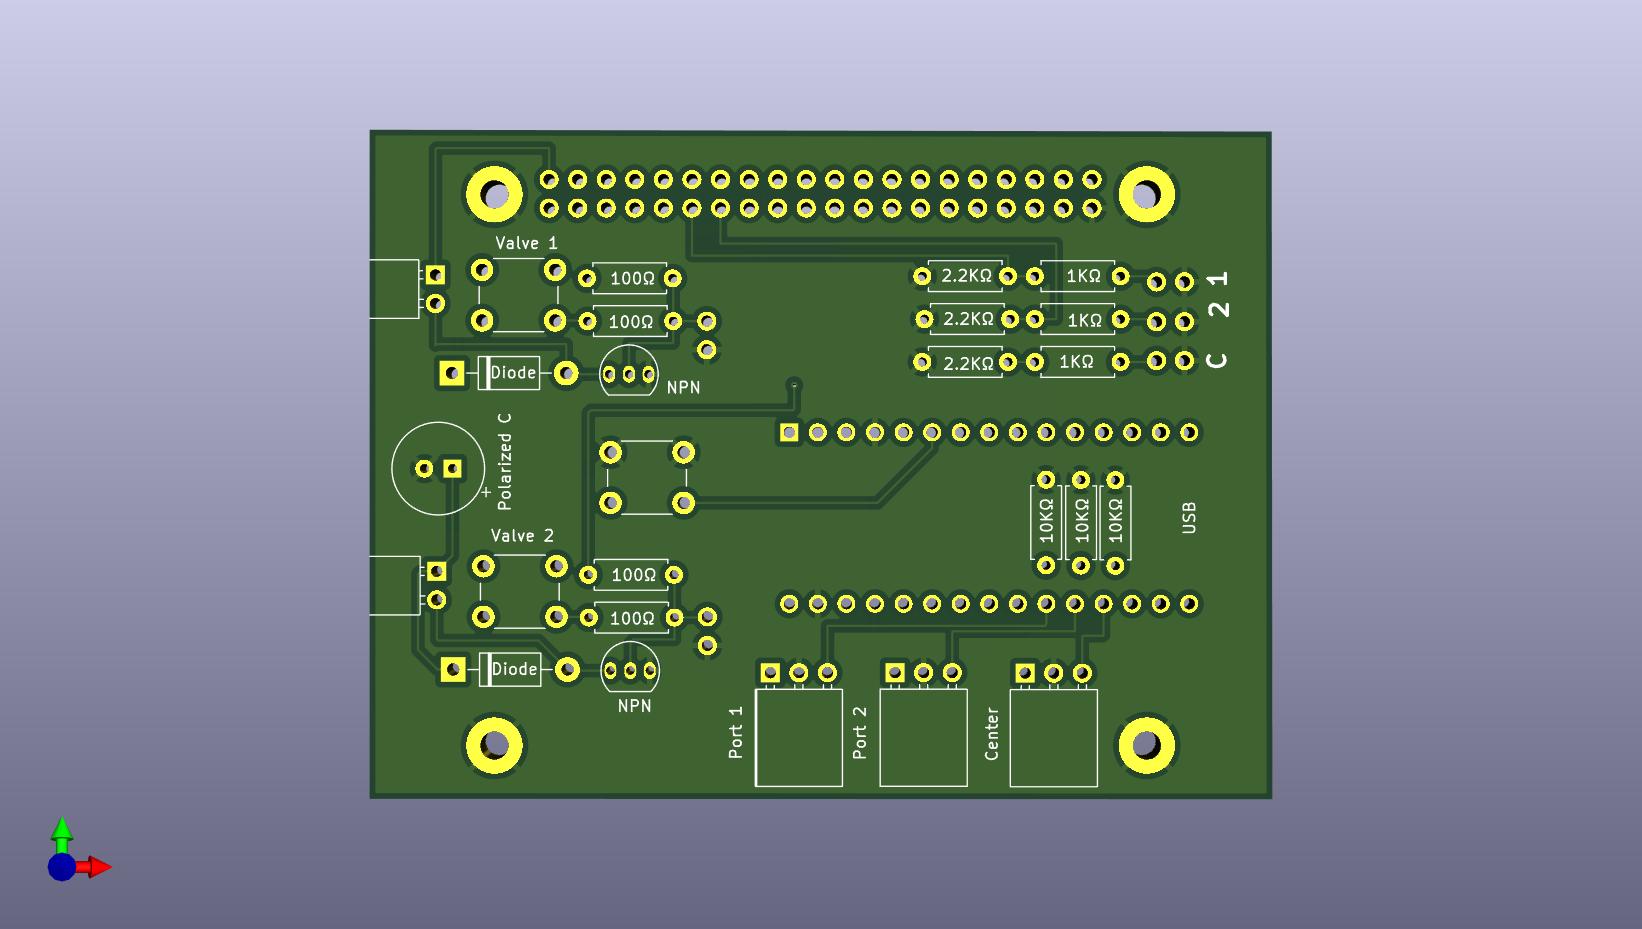 Valve 1
100Ω
100Ω
Diode
NPN
2.2KΩ
1KΩ
1
2.2KΩ
1KΩ
2
2.2KΩ
1KΩ
C
Polarized C
+
10KΩ
10KΩ
10KΩ
USB
Valve 2
100Ω
100Ω
Diode
NPN
Port 1
Port 2
Center